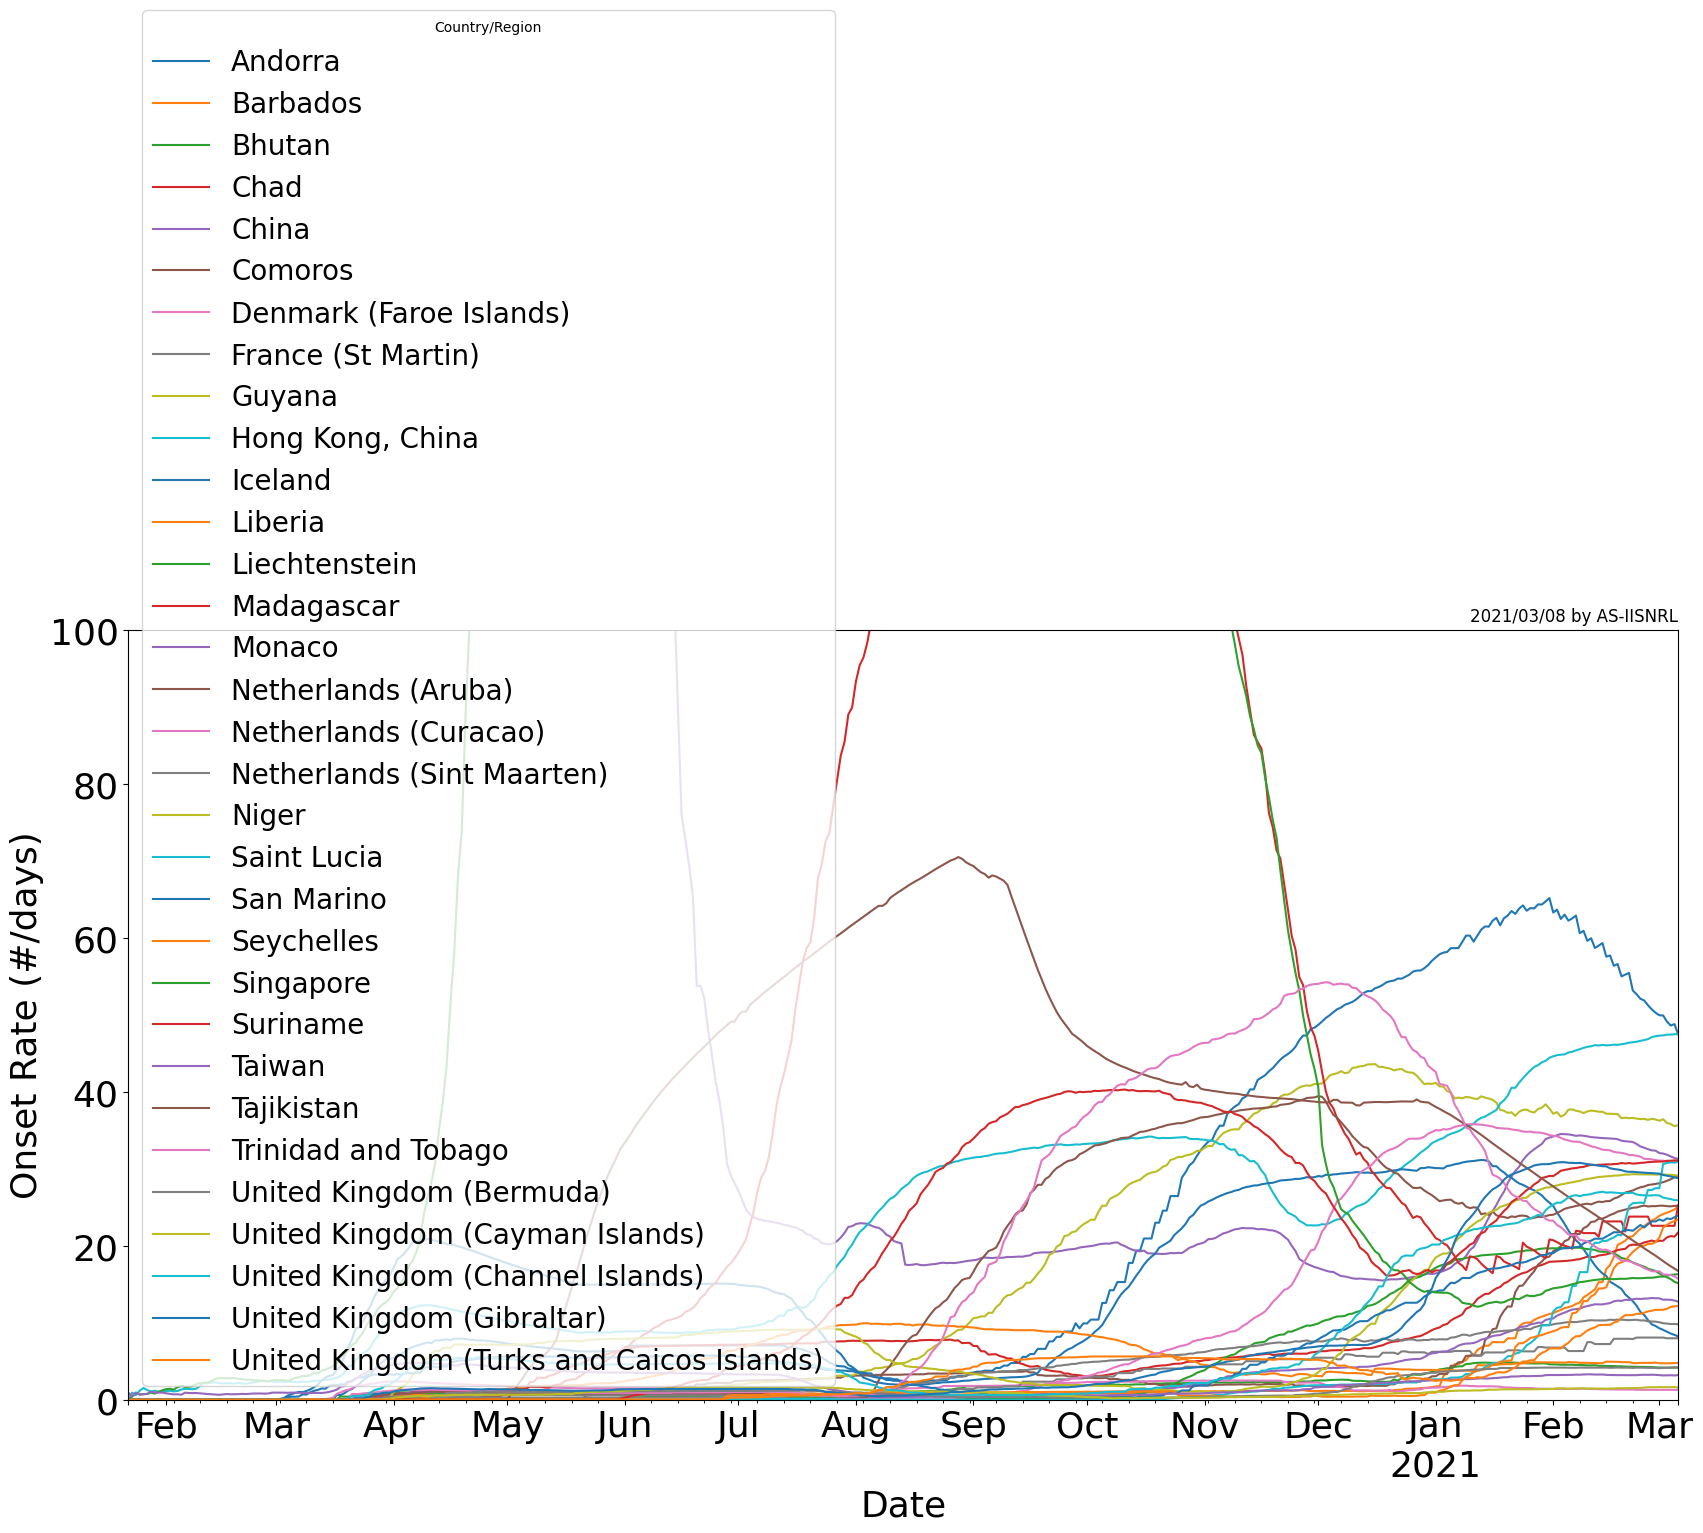 Country/Region
Andorra
Barbados
Bhutan
Chad
China
Comoros
Denmark (Faroe Islands)
France (St Martin)
Guyana
Hong Kong, China
Iceland
Liberia
Liechtenstein
Madagascar
Monaco
Netherlands (Aruba)
Netherlands (Curacao)
Netherlands (Sint Maarten)
Niger
Saint Lucia
San Marino
Seychelles
Singapore
Suriname
Taiwan
Tajikistan
Trinidad and Tobago
United Kingdom (Bermuda)
United Kingdom (Cayman Islands)
United Kingdom (Channel Islands)
United Kingdom (Gibraltar)
United Kingdom (Turks and Caicos Islands)
2021/03/08 by AS-IISNRL
100
80
60
40
20
0
Onset Rate (#/days)
Feb Mar Apr May Jun Jul Aug Sep Oct Nov Dec Jan Feb Mar
2021
Date